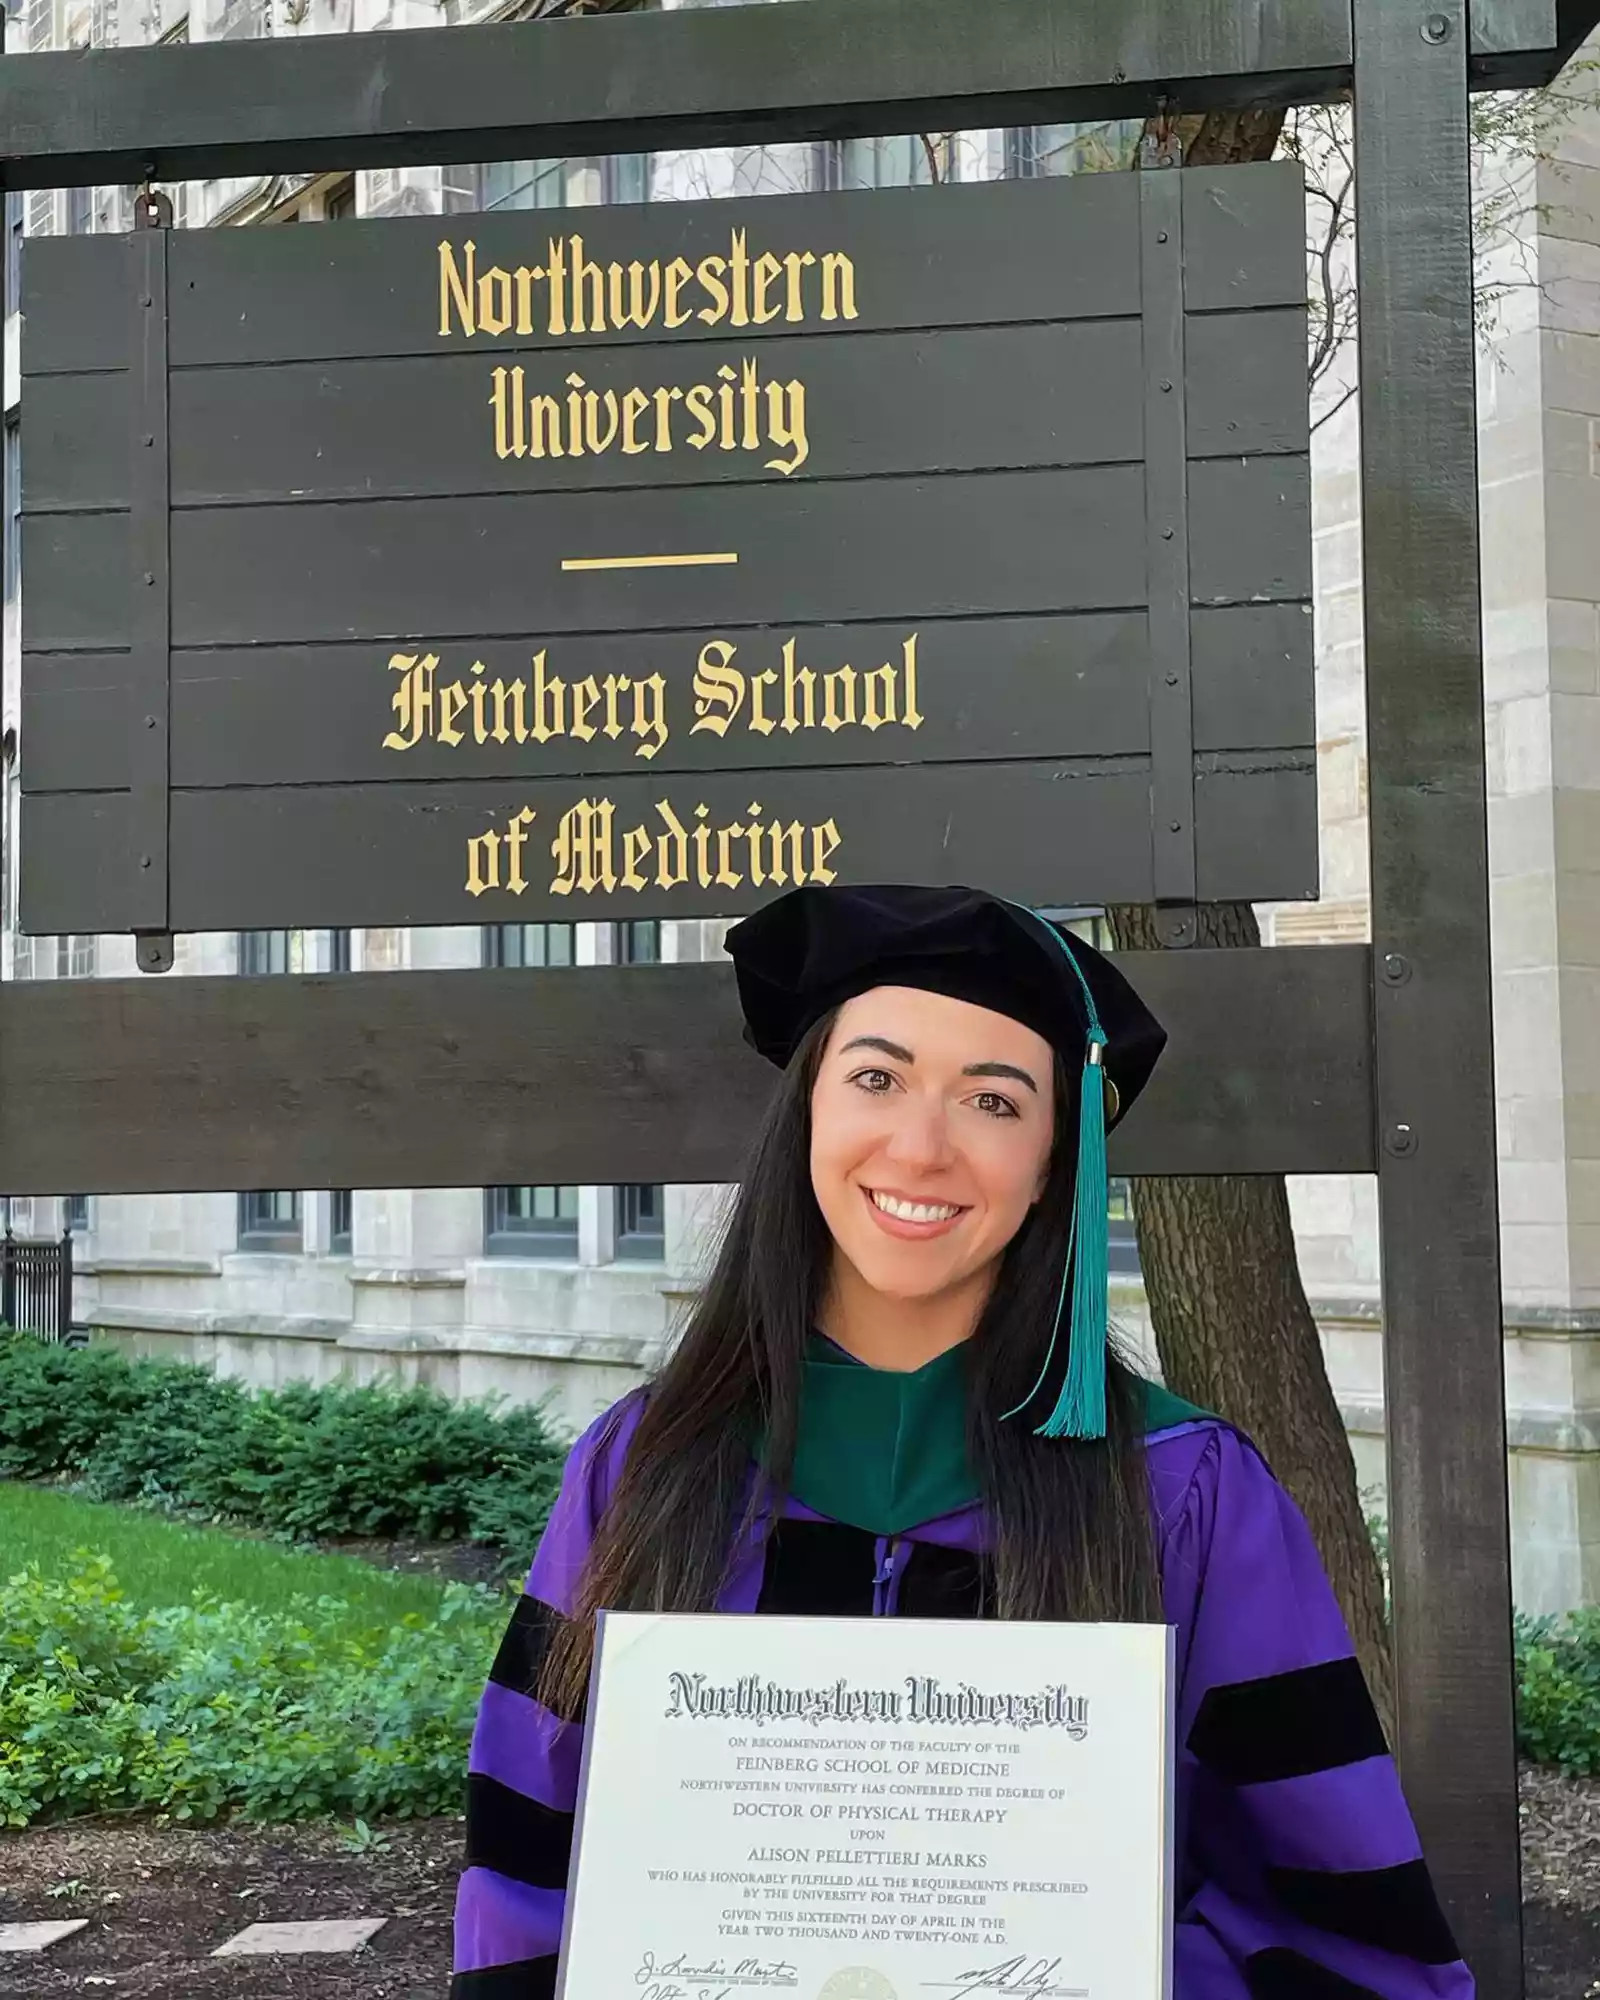 Northwestern
University
Feinberg School
of Medicine
Northwestern University
ON RECOMMENDATION OF THE FACULTY OF THE
FEINBERG SCHOOL OF MEDICINE
NORTHWESTERN UNIVERSITY HAS CONFERRED THE DEGREE OF
DOCTOR OF PHYSICAL THERAPY
UPON
ALISON PELLETTIERI MARKS
WHO HAS HONORABLY FULFILLED ALL THE REQUIREMENTS PRESCRIBED
BY THE UNIVERSITY FOR THAT DEGREE
GIVEN THIS SIXTEENTH DAY OF APRIL IN THE
YEAR TWO THOUSAND AND TWENTY-ONE A.D.